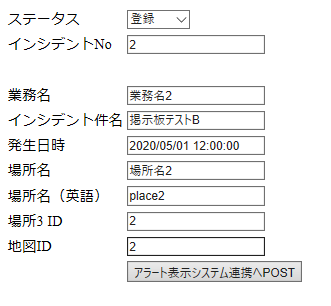 ステータス 登録
インシデントNo 2
業務名 業務名2
インシデント件名 掲示板テストB
発生日時 2020/05/01 12:00:00
場所名 場所名2
場所名（英語） place2
場所3 ID 2
地図ID 2
アラート表示システム連携へPOST